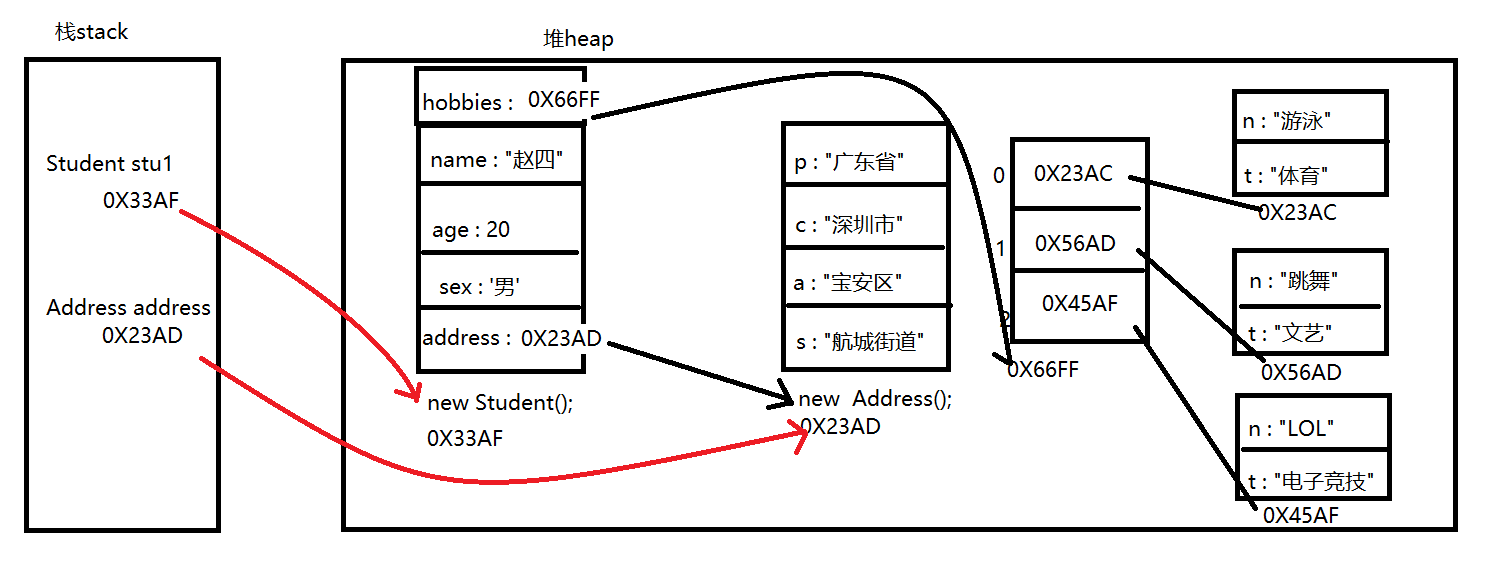 栈stack
堆heap
Student stu1
0X33AF
Address address
0X23AD
hobbies : 0X66FF
name : "赵四"
age : 20
sex : '男'
address : 0X23AD
new Student();
0X33AF
p : "广东省"
c : "深圳市"
a : "宝安区"
s : "航城街道"
new Address();
0X23AD
0 0X23AC
1 0X56AD
2 0X45AF
0X66FF
n : "游泳"
t : "体育"
0X23AC
n : "跳舞"
t : "文艺"
0X56AD
n : "LOL"
t : "电子竞技"
0X45AF